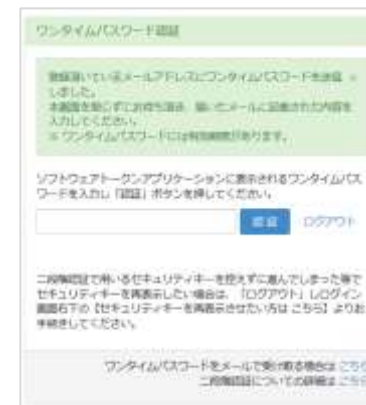 ワンタイムパスワード認証
登録頂いているメールアドレスにワンタイムパスワードを送信 ×
しました。
本画面を閉じずにお待ち頂き、届いたメールに記載された内容を
入力してください。
※ ワンタイムパスワードには有効期限があります。
ソフトウェアトークンアプリケーションに表示されるワンタイムパス
ワードを入力し「認証」ボタンを押してください。
認証 ログアウト
二段階認証で用いるセキュリティキーを控えずに進んでしまった等で
セキュリティキーを再表示したい場合は、「ログアウト」しログイン
画面右下の【セキュリティキーを再表示させたい方は こちら】よりお
手続きしてください。
ワンタイムパスワードをメールで受け取る場合は こちら
二段階認証についての詳細は こちら